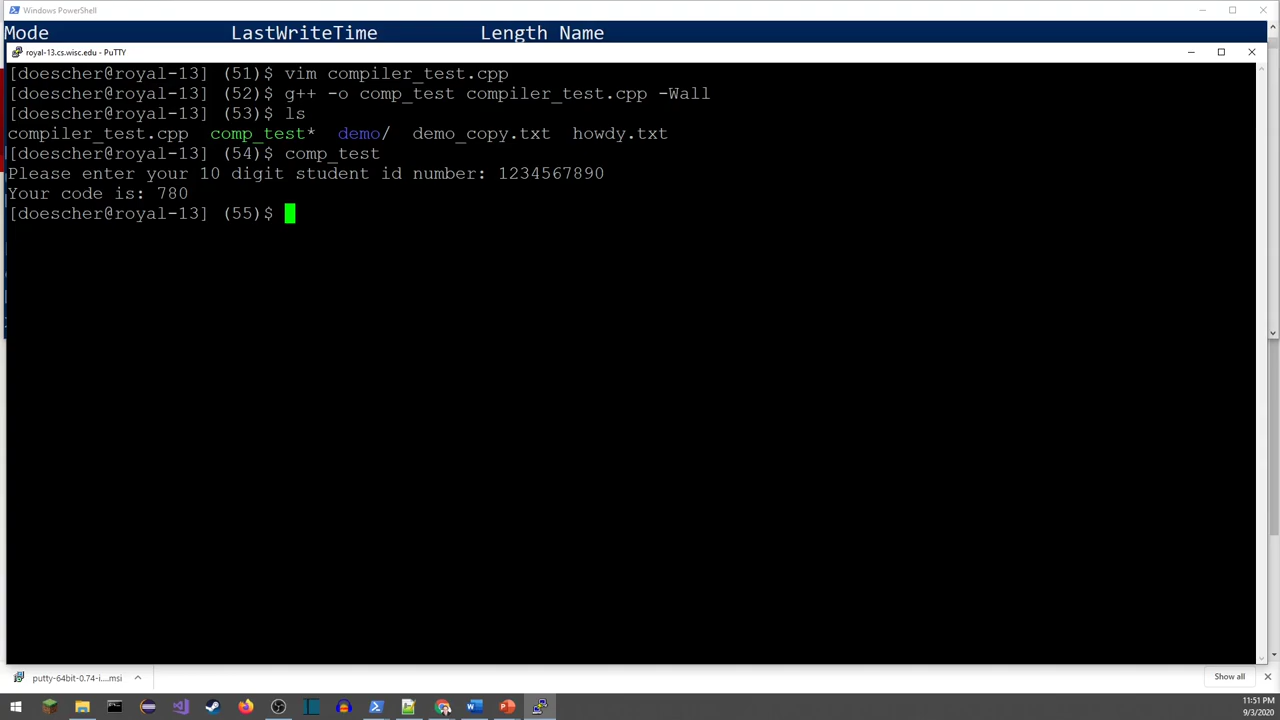 Windows PowerShell
Mode LastWriteTime Length Name
royal-13.cs.wisc.edu - PuTTY
[doescher@royal-13] (51)$ vim compiler_test.cpp
[doescher@royal-13] (52)$ g++ -o comp_test compiler_test.cpp -Wall
[doescher@royal-13] (53)$ ls
compiler_test.cpp comp_test* demo/ demo_copy.txt howdy.txt
[doescher@royal-13] (54)$ comp_test
Please enter your 10 digit student id number: 1234567890
Your code is: 780
[doescher@royal-13] (55)$
putty-64bit-0.74-i....msi
Show all
11:51 PM
9/3/2020